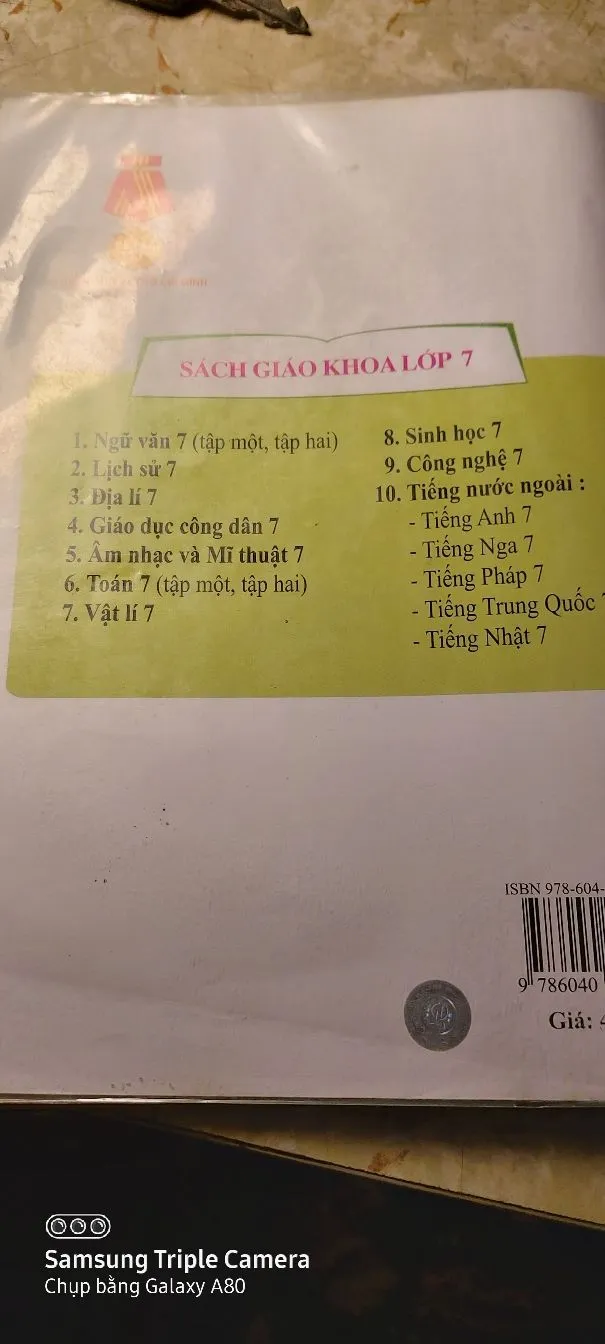 SÁCH GIÁO KHOA LỚP 7
1. Ngữ văn 7 (tập một, tập hai)
2. Lịch sử 7
3. Địa lí 7
4. Giáo dục công dân 7
5. Âm nhạc và Mĩ thuật 7
6. Toán 7 (tập một, tập hai)
7. Vật lí 7
8. Sinh học 7
9. Công nghệ 7
10. Tiếng nước ngoài :
- Tiếng Anh 7
- Tiếng Nga 7
- Tiếng Pháp 7
- Tiếng Trung Quốc 7
- Tiếng Nhật 7
ISBN 978-604-
9 786040
Giá:
Samsung Triple Camera
Chụp bằng Galaxy A80